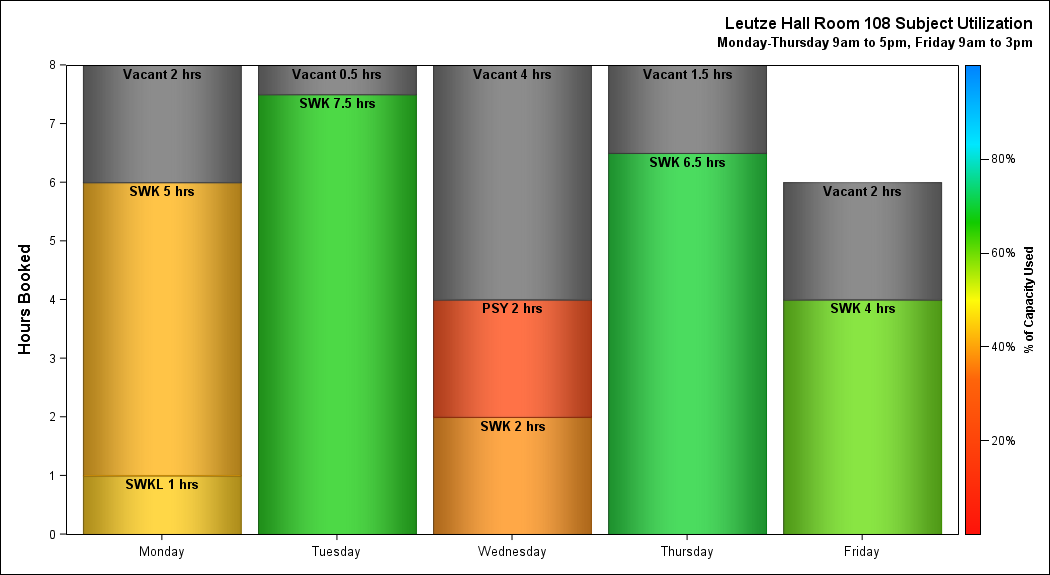 Leutze Hall Room 108 Subject Utilization
Monday-Thursday 9am to 5pm, Friday 9am to 3pm
Hours Booked
8
7
6
5
4
3
2
1
0
Vacant 2 hrs
SWK 5 hrs
SWKL 1 hrs
Vacant 0.5 hrs
SWK 7.5 hrs
Vacant 4 hrs
PSY 2 hrs
SWK 2 hrs
Vacant 1.5 hrs
SWK 6.5 hrs
Vacant 2 hrs
SWK 4 hrs
Monday
Tuesday
Wednesday
Thursday
Friday
80%
60%
40%
20%
% of Capacity Used